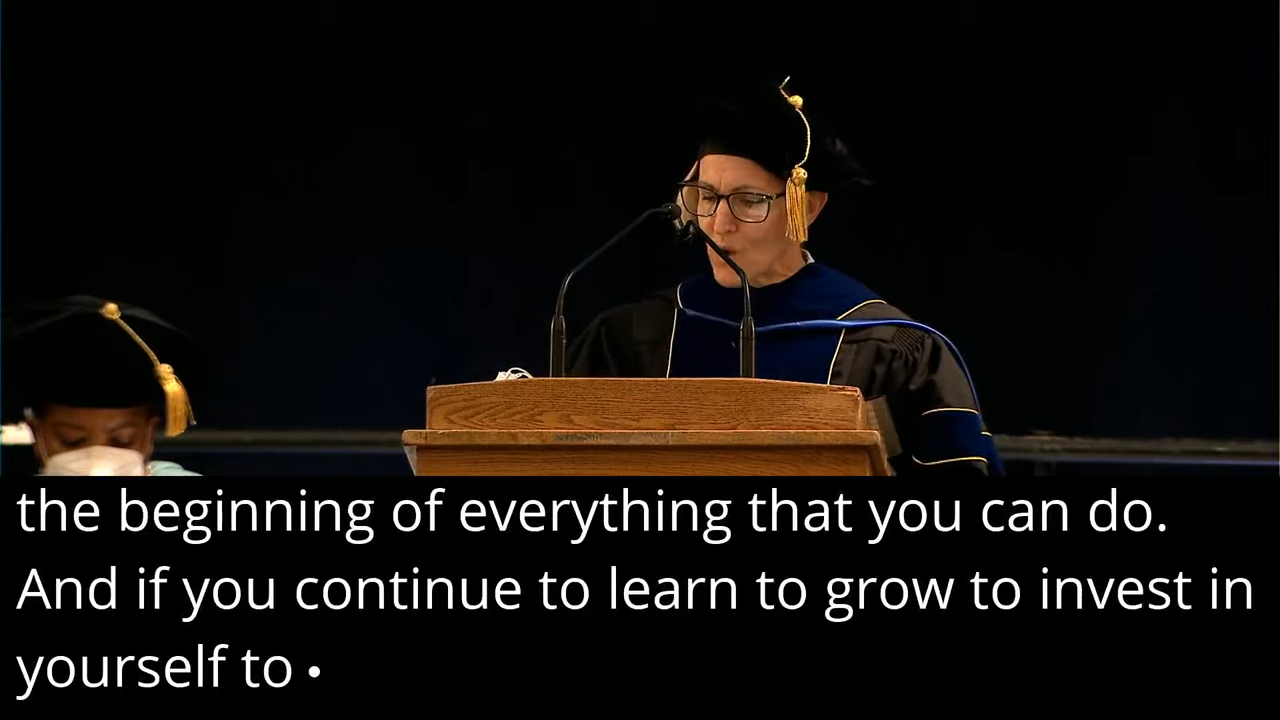 the beginning of everything that you can do.
And if you continue to learn to grow to invest in
yourself to •